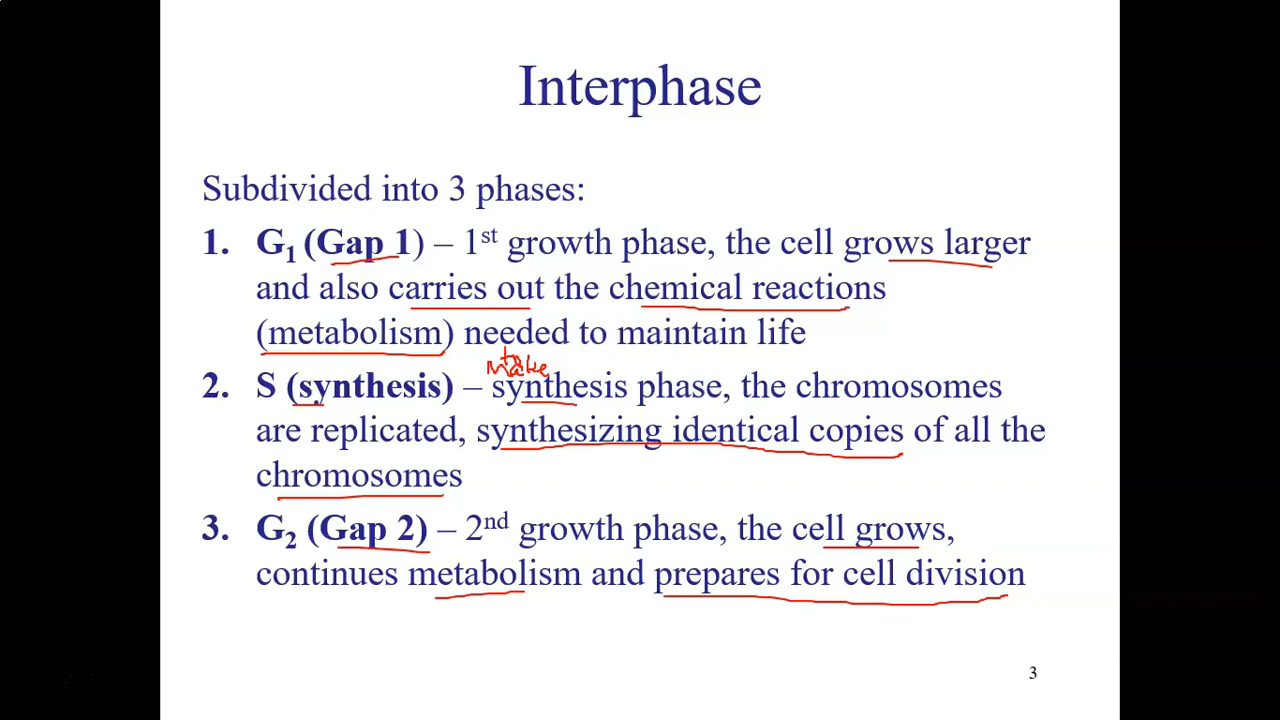 Interphase
Subdivided into 3 phases:
1. G₁ (Gap 1) – 1st growth phase, the cell grows larger
and also carries out the chemical reactions
(metabolism) needed to maintain life
to
make
2. S (synthesis) – synthesis phase, the chromosomes
are replicated, synthesizing identical copies of all the
chromosomes
3. G₂ (Gap 2) – 2nd growth phase, the cell grows,
continues metabolism and prepares for cell division
3